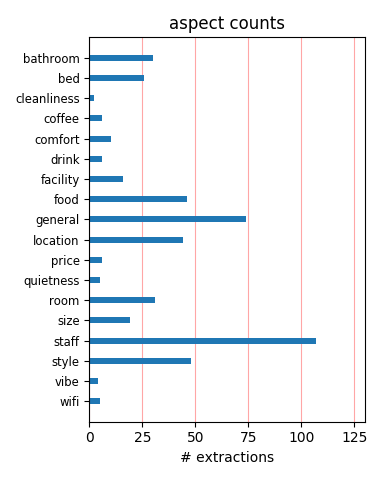 aspect counts
bathroom
bed
cleanliness
coffee
comfort
drink
facility
food
general
location
price
quietness
room
size
staff
style
vibe
wifi
0 25 50 75 100 125
# extractions